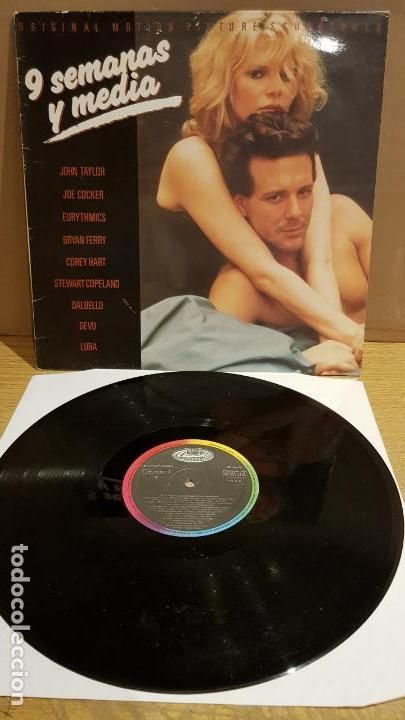 ORIGINAL MOTION PICTURE SOUNDTRACK
9 semanas
y media
JOHN TAYLOR
JOE COCKER
EURYTHMICS
BRYAN FERRY
COREY HART
STEWART COPELAND
DALBELLO
DEVO
LUBA
Capitol
todocoleccion